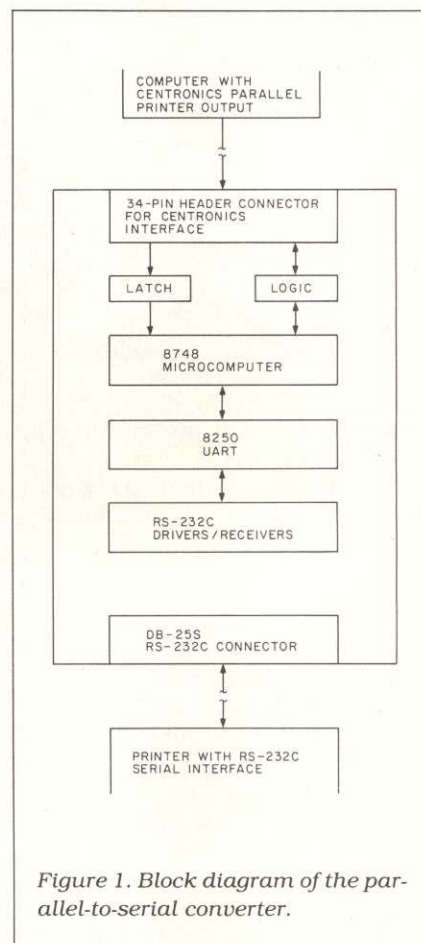 COMPUTER WITH
CENTRONICS PARALLEL
PRINTER OUTPUT
34-PIN HEADER CONNECTOR
FOR CENTRONICS
INTERFACE
LATCH
LOGIC
8748
MICROCOMPUTER
8250
UART
RS-232C
DRIVERS/RECEIVERS
DB-25S
RS-232C CONNECTOR
PRINTER WITH RS-232C
SERIAL INTERFACE
Figure 1. Block diagram of the par-
allel-to-serial converter.